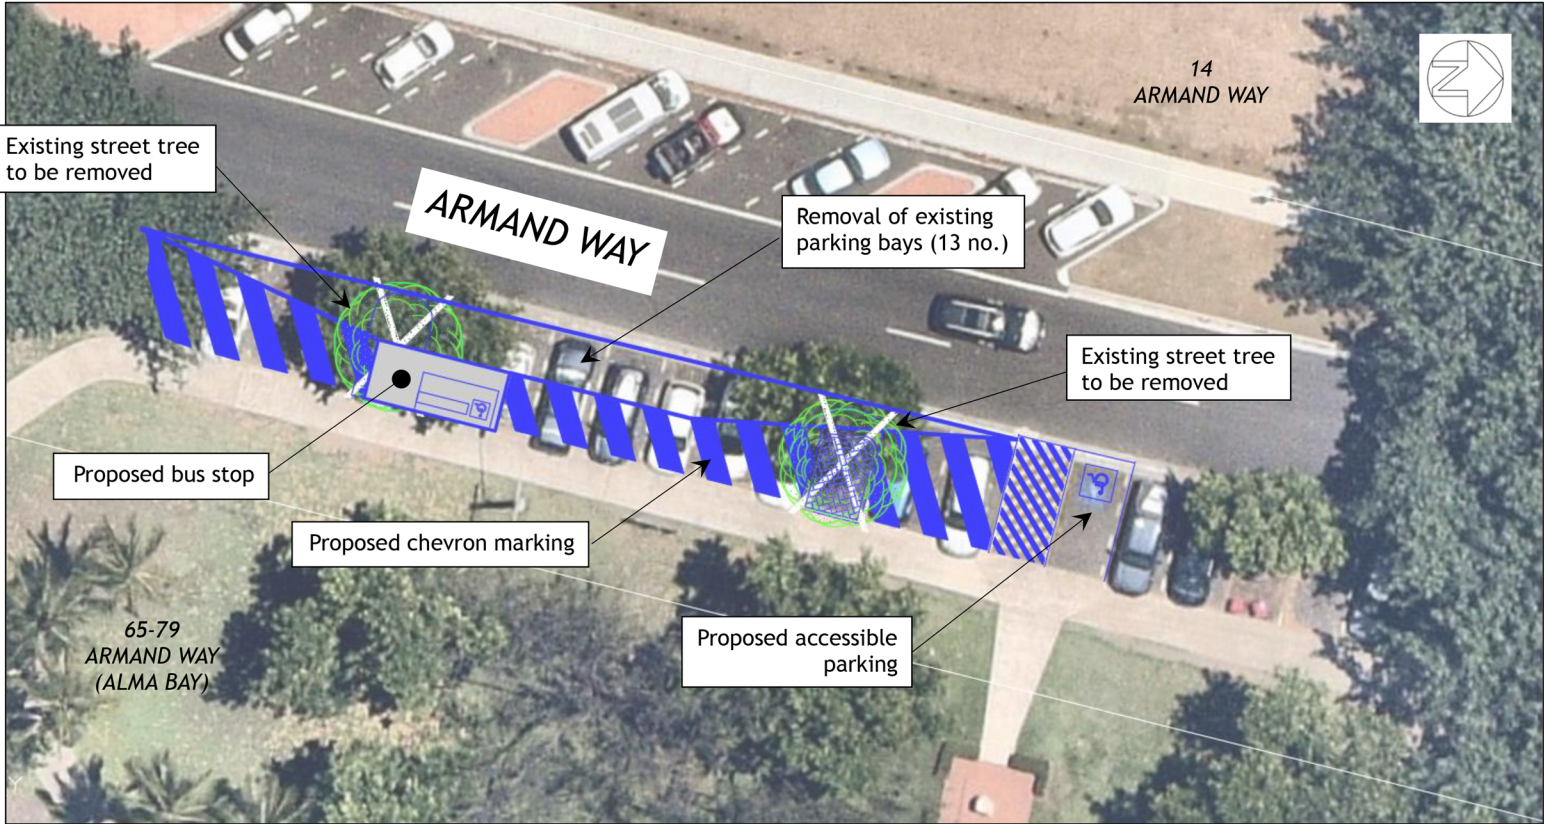 14
ARMAND WAY
N
Existing street tree
to be removed
ARMAND WAY
Removal of existing
parking bays (13 no.)
Existing street tree
to be removed
Proposed bus stop
Proposed chevron marking
Proposed accessible
parking
65-79
ARMAND WAY
(ALMA BAY)